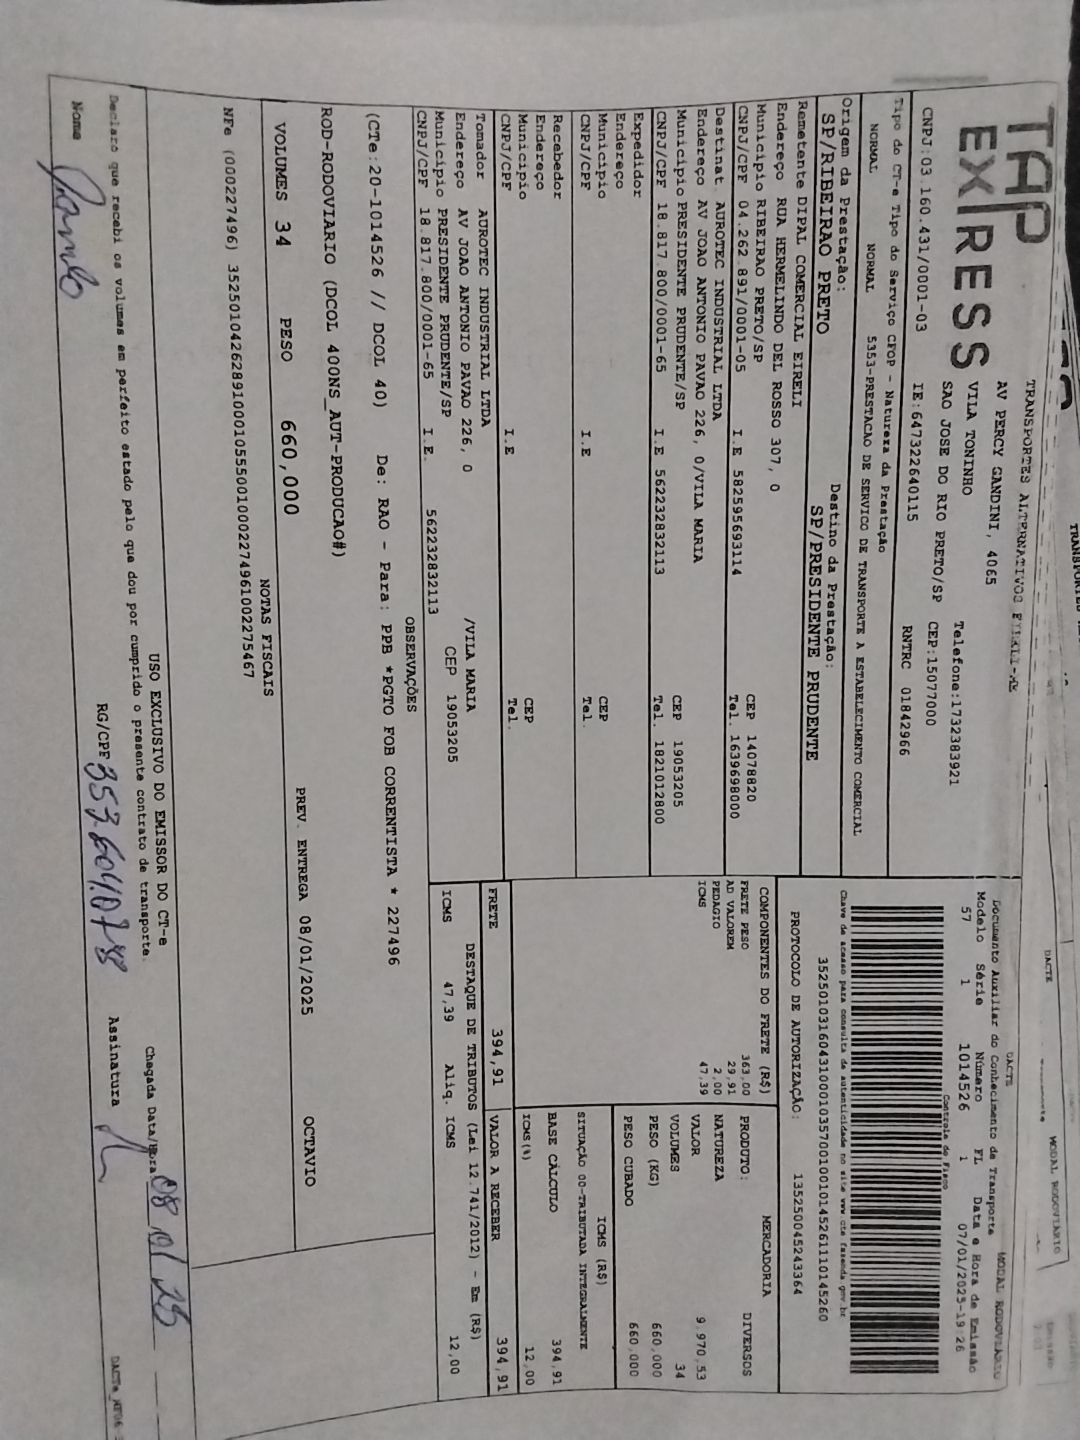 TAP
EXPRESS
TRANSPORTES ALTERNATIVOS EIRELI-ME
AV PERCY GANDINI, 4065
VILA TONINHO Telefone:1732383921
SAO JOSE DO RIO PRETO/SP CEP:15077000
CNPJ:03.160.431/0001-03 IE:647322640115 RNTRC 01842966
DACTE MODAL RODOVIARIO
Documento Auxiliar do Conhecimento de Transporte
Modelo Série Número FL Data e Hora de Emissão
57 1 1014526 1 07/01/2025-19:26
Controle do Fisco
Chave de acesso para consulta de autenticidade no site www.cte.fazenda.gov.br
35250103160431000103570010010145261110145260
PROTOCOLO DE AUTORIZAÇÃO: 135250045243364
Tipo do CT-e Tipo do Serviço CFOP - Natureza da Prestação
NORMAL NORMAL 5353-PRESTACAO DE SERVICO DE TRANSPORTE A ESTABELECIMENTO COMERCIAL
Origem da Prestação: Destino da Prestação:
SP/RIBEIRAO PRETO SP/PRESIDENTE PRUDENTE
Remetente DIPAL COMERCIAL EIRELI
Endereço RUA HERMELINDO DEL ROSSO 307, 0
Município RIBEIRAO PRETO/SP CEP 14078820
CNPJ/CPF 04.262.891/0001-05 I.E 582595693114 Tel. 1639698000
Destinat. AUROTEC INDUSTRIAL LTDA
Endereço AV JOAO ANTONIO PAVAO 226, 0/VILA MARIA
Município PRESIDENTE PRUDENTE/SP CEP 19053205
CNPJ/CPF 18.817.800/0001-65 I.E 562232832113 Tel. 1821012800
Expedidor
Endereço
Município CEP
CNPJ/CPF I.E Tel.
Recebedor
Endereço
Município CEP
CNPJ/CPF I.E Tel.
Tomador AUROTEC INDUSTRIAL LTDA
Endereço AV JOAO ANTONIO PAVAO 226, 0 /VILA MARIA
Município PRESIDENTE PRUDENTE/SP CEP 19053205
CNPJ/CPF 18.817.800/0001-65 I.E. 562232832113
COMPONENTES DO FRETE (R$)
FRETE PESO 363,00
AD VALOREM 29,91
PEDAGIO 2,00
ICMS 47,39
MERCADORIA
PRODUTO: DIVERSOS
NATUREZA
VALOR 9.970,53
VOLUMES 34
PESO (KG) 660,000
PESO CUBADO 660,000
ICMS (R$)
SITUAÇÃO 00-TRIBUTADA INTEGRALMENTE
BASE CÁLCULO 394,91
ICMS(%) 12,00
FRETE 394,91 VALOR A RECEBER 394,91
DESTAQUE DE TRIBUTOS (Lei 12.741/2012) - Em (R$)
ICMS 47,39 Aliq. ICMS 12,00
OBSERVAÇÕES
(CTe:20-1014526 // DCOL 40) De: RAO - Para: PPB *PGTO FOB CORRENTISTA * 227496
ROD-RODOVIARIO (DCOL 400NS_AUT-PRODUCAO#)
VOLUMES 34 PESO 660,000 PREV. ENTREGA 08/01/2025 OCTAVIO
NOTAS FISCAIS
NFe (000227496) 35250104262891000105550010002274961002275467
USO EXCLUSIVO DO EMISSOR DO CT-e
Declaro que recebi os volumes em perfeito estado pelo que dou por cumprido o presente contrato de transporte. Chegada Data/Hora 08 01 25
Nome RG/CPF 353.604.078 Assinatura